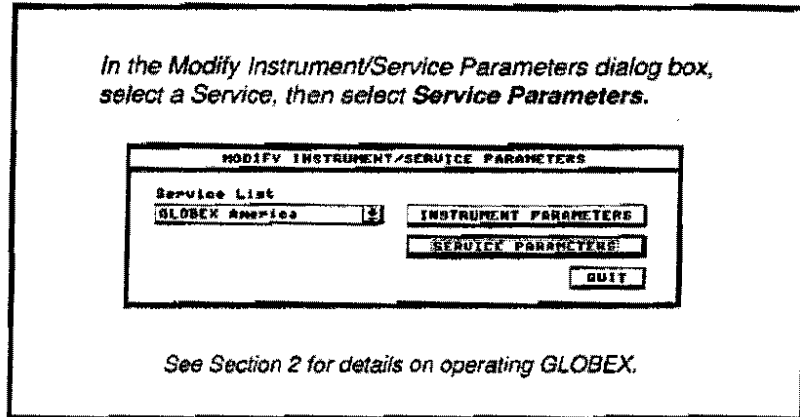 In the Modify Instrument/Service Parameters dialog box,
select a Service, then select Service Parameters.
MODIFY INSTRUMENT/SERVICE PARAMETERS
Service List
GLOBEX America
INSTRUMENT PARAMETERS
SERVICE PARAMETERS
QUIT
See Section 2 for details on operating GLOBEX.